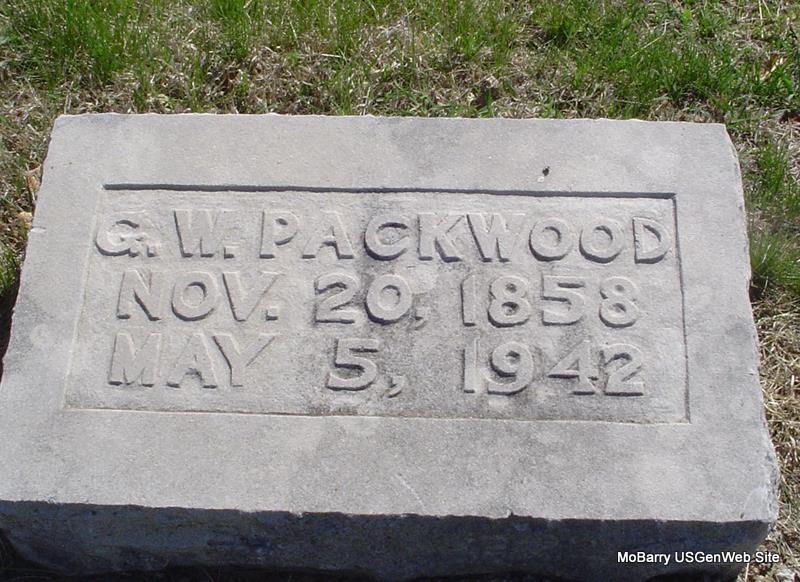 G. W. PACKWOOD
NOV. 20, 1858
MAY 5, 1942
MoBarry USGenWeb Site